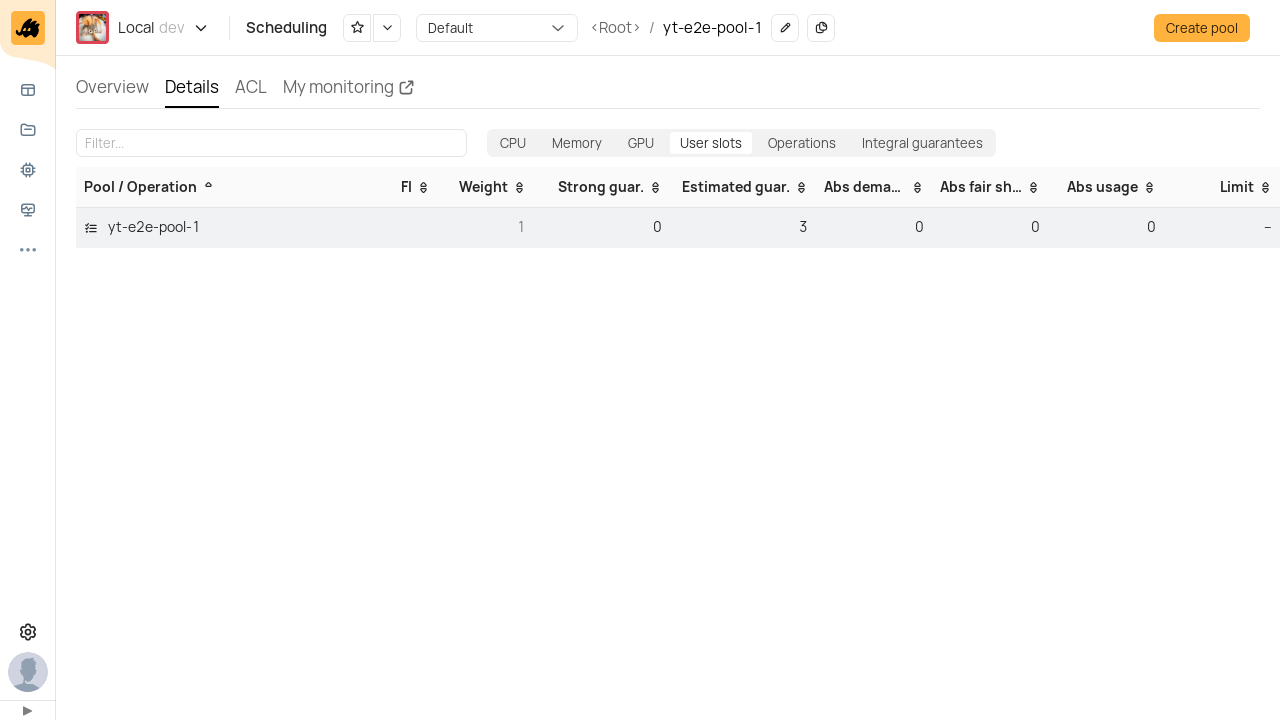 Local dev
Scheduling
Default
<Root> / yt-e2e-pool-1
Create pool
Overview
Details
ACL
My monitoring
Filter...
CPU
Memory
GPU
User slots
Operations
Integral guarantees
Pool / Operation
FI
Weight
Strong guar.
Estimated guar.
Abs dema...
Abs fair sh...
Abs usage
Limit
yt-e2e-pool-1
1
0
3
0
0
0
–